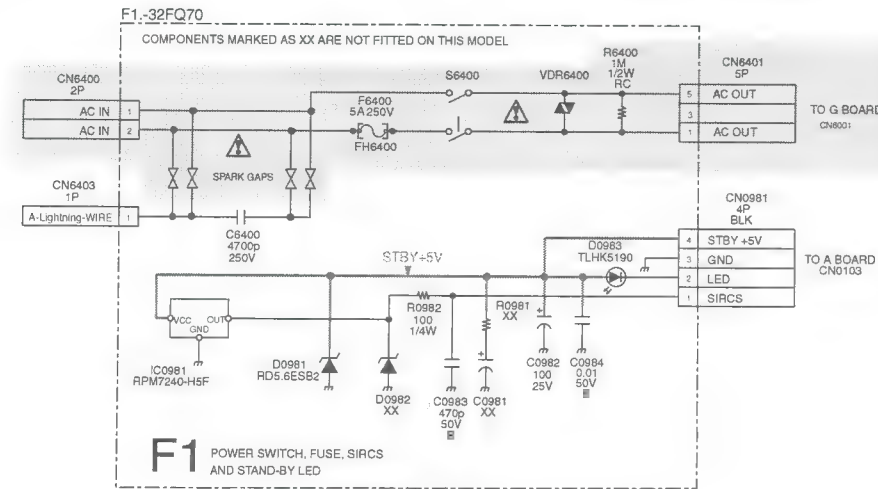 F1.-32FQ70
COMPONENTS MARKED AS XX ARE NOT FITTED ON THIS MODEL
CN6400
2P
AC IN 1
AC IN 2
F6400
5A250V
FH6400
S6400
VDR6400
R6400
1M
1/2W
RC
CN6401
5P
5 AC OUT
3
1 AC OUT
TO G BOARD
CN6001
SPARK GAPS
CN6403
1P
A-Lightning-WIRE 1
C6400
4700p
250V
CN0981
4P
BLK
4 STBY +5V
3 GND
2 LED
1 SIRCS
TO A BOARD
CN0103
STBY+5V
D0983
TLHK5190
VCC OUT
GND
IC0981
RPM7240-H5F
D0981
RD5.6ESB2
R0982
100
1/4W
D0982
XX
R0981
XX
C0983
470p
50V
C0981
XX
C0982
100
25V
C0984
0.01
50V
F1
POWER SWITCH, FUSE, SIRCS
AND STAND-BY LED